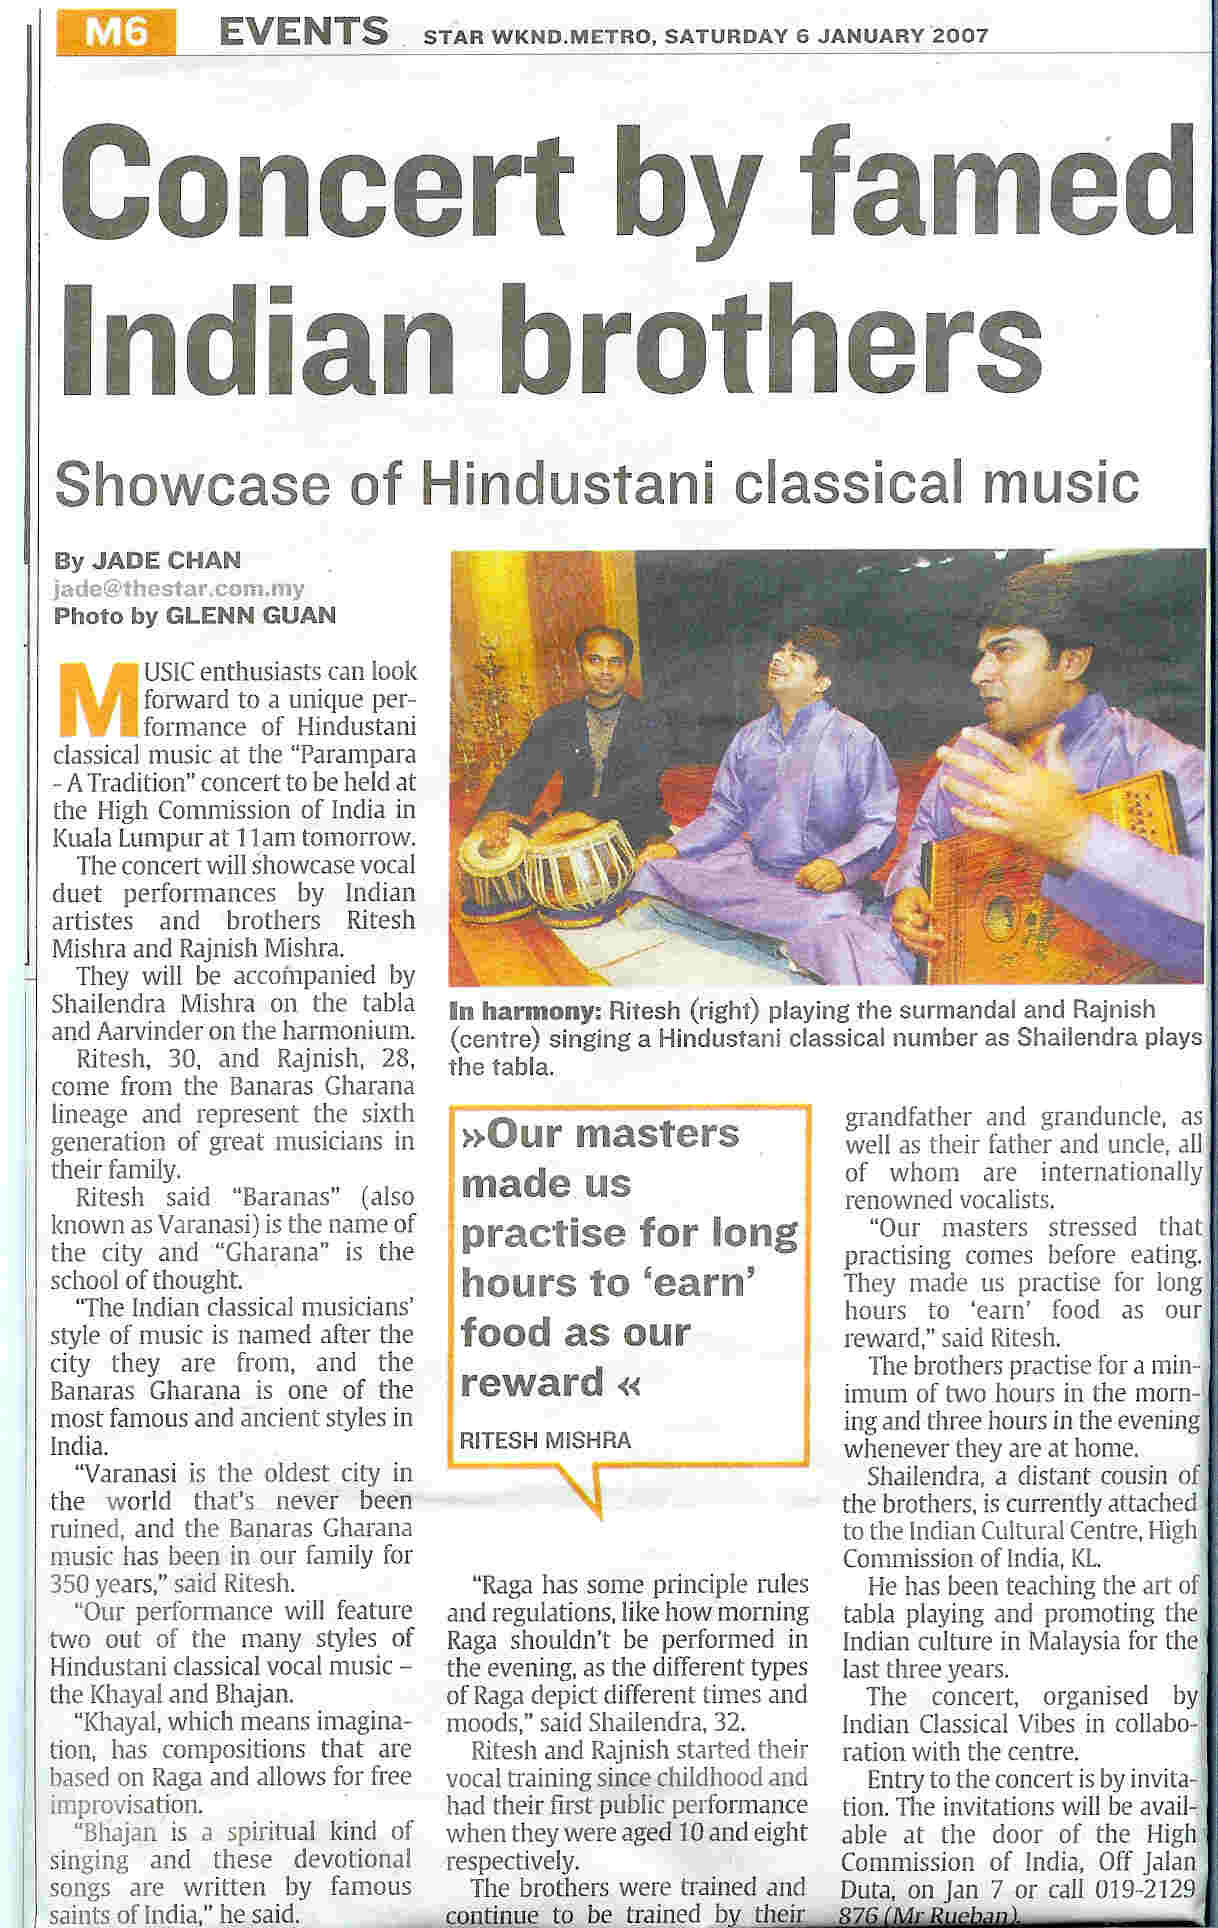 M6 EVENTS STAR WKND.METRO, SATURDAY 6 JANUARY 2007
Concert by famed
Indian brothers
Showcase of Hindustani classical music
By JADE CHAN
jade@thestar.com.my
Photo by GLENN GUAN
MUSIC enthusiasts can look
forward to a unique per-
formance of Hindustani
classical music at the “Parampara
– A Tradition” concert to be held at
the High Commission of India in
Kuala Lumpur at 11am tomorrow.
The concert will showcase vocal
duet performances by Indian
artistes and brothers Ritesh
Mishra and Rajnish Mishra.
They will be accompanied by
Shailendra Mishra on the tabla
and Aarvinder on the harmonium.
Ritesh, 30, and Rajnish, 28,
come from the Banaras Gharana
lineage and represent the sixth
generation of great musicians in
their family.
Ritesh said “Baranas” (also
known as Varanasi) is the name of
the city and “Gharana” is the
school of thought.
“The Indian classical musicians’
style of music is named after the
city they are from, and the
Banaras Gharana is one of the
most famous and ancient styles in
India.
“Varanasi is the oldest city in
the world that’s never been
ruined, and the Banaras Gharana
music has been in our family for
350 years,” said Ritesh.
“Our performance will feature
two out of the many styles of
Hindustani classical vocal music –
the Khayal and Bhajan.
“Khayal, which means imagina-
tion, has compositions that are
based on Raga and allows for free
improvisation.
“Bhajan is a spiritual kind of
singing and these devotional
songs are written by famous
saints of India,” he said.
In harmony: Ritesh (right) playing the surmandal and Rajnish
(centre) singing a Hindustani classical number as Shailendra plays
the tabla.
»Our masters
made us
practise for long
hours to ‘earn’
food as our
reward «
RITESH MISHRA
“Raga has some principle rules
and regulations, like how morning
Raga shouldn’t be performed in
the evening, as the different types
of Raga depict different times and
moods,” said Shailendra, 32.
Ritesh and Rajnish started their
vocal training since childhood and
had their first public performance
when they were aged 10 and eight
respectively.
The brothers were trained and
continue to be trained by their
grandfather and granduncle, as
well as their father and uncle, all
of whom are internationally
renowned vocalists.
“Our masters stressed that
practising comes before eating.
They made us practise for long
hours to ‘earn’ food as our
reward,” said Ritesh.
The brothers practise for a min-
imum of two hours in the morn-
ing and three hours in the evening
whenever they are at home.
Shailendra, a distant cousin of
the brothers, is currently attached
to the Indian Cultural Centre, High
Commission of India, KL.
He has been teaching the art of
tabla playing and promoting the
Indian culture in Malaysia for the
last three years.
The concert, organised by
Indian Classical Vibes in collabo-
ration with the centre.
Entry to the concert is by invita-
tion. The invitations will be avail-
able at the door of the High
Commission of India, Off Jalan
Duta, on Jan 7 or call 019-2129
876 (Mr Rueban).